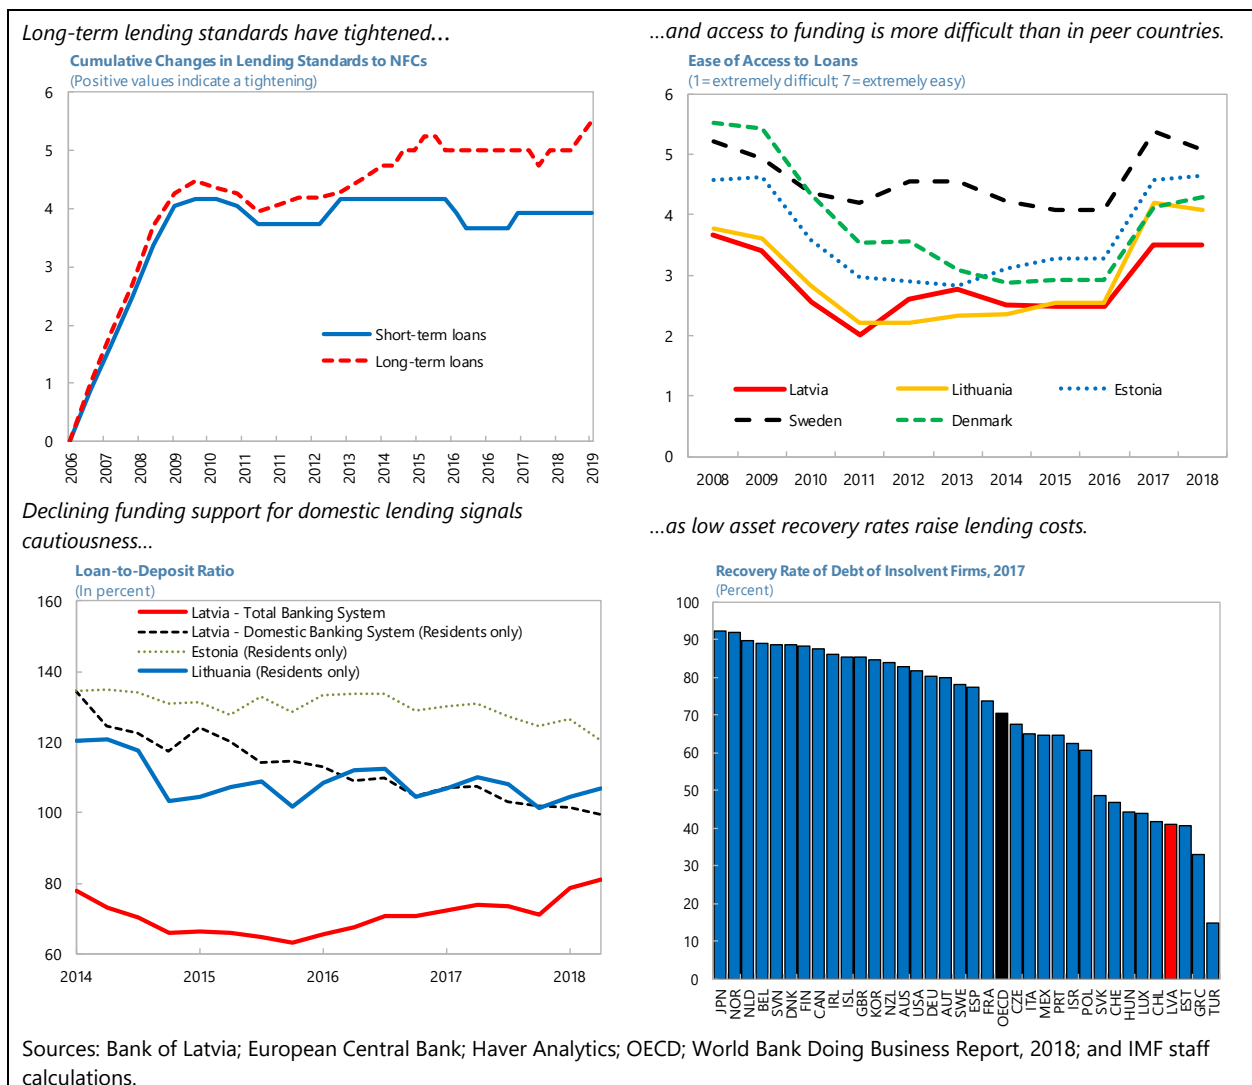 Long-term lending standards have tightened…
Cumulative Changes in Lending Standards to NFCs
(Positive values indicate a tightening)
6
5
4
3
2
1
0
Short-term loans
Long-term loans
2006
2007
2008
2009
2010
2011
2012
2013
2014
2015
2016
2016
2017
2018
2019
…and access to funding is more difficult than in peer countries.
Ease of Access to Loans
(1=extremely difficult; 7=extremely easy)
6
5
4
3
2
1
0
Latvia Lithuania Estonia
Sweden Denmark
2008 2009 2010 2011 2012 2013 2014 2015 2016 2017 2018
Declining funding support for domestic lending signals
cautiousness…
Loan-to-Deposit Ratio
(In percent)
160
140
120
100
80
60
Latvia - Total Banking System
Latvia - Domestic Banking System (Residents only)
Estonia (Residents only)
Lithuania (Residents only)
2014 2015 2016 2017 2018
…as low asset recovery rates raise lending costs.
Recovery Rate of Debt of Insolvent Firms, 2017
(Percent)
100
90
80
70
60
50
40
30
20
10
0
JPN NOR NLD BEL SVN DNK FIN CAN IRL ISL GBR KOR NZL AUS USA DEU AUT SWE ESP FRA OECD CZE ITA MEX PRT ISR POL SVK CHE HUN LUX CHL LVA EST GRC TUR
Sources: Bank of Latvia; European Central Bank; Haver Analytics; OECD; World Bank Doing Business Report, 2018; and IMF staff
calculations.